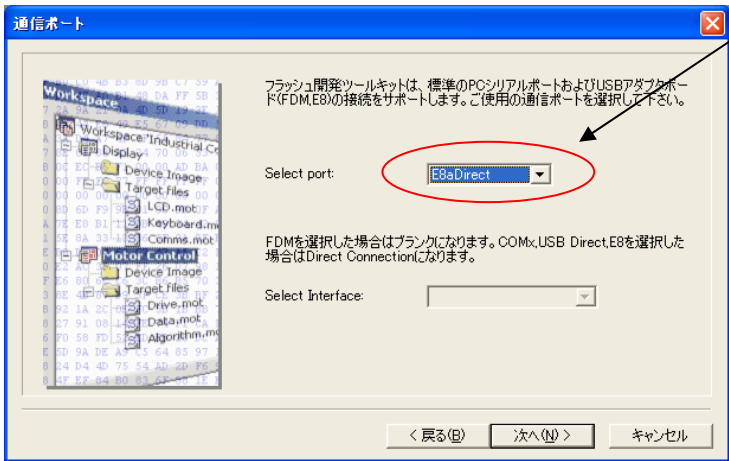 通信ポート
フラッシュ開発ツールキットは、標準のPCシリアルポートおよびUSBアダプタボー
ド(FDM,E8)の接続をサポートします。ご使用の通信ポートを選択して下さい。
Workspace
Workspace "Industrial Co
Display
Device Image
Target files
LCD.mot
Keyboard.m
Comms.mot
Motor Control
Device Image
Target files
Drive.mot
Data.mot
Algorithm.mo
Select port:
E8aDirect
FDMを選択した場合はブランクになります。COMx,USB Direct,E8を選択した
場合はDirect Connectionになります。
Select Interface:
< 戻る(B)
次へ(N) >
キャンセル